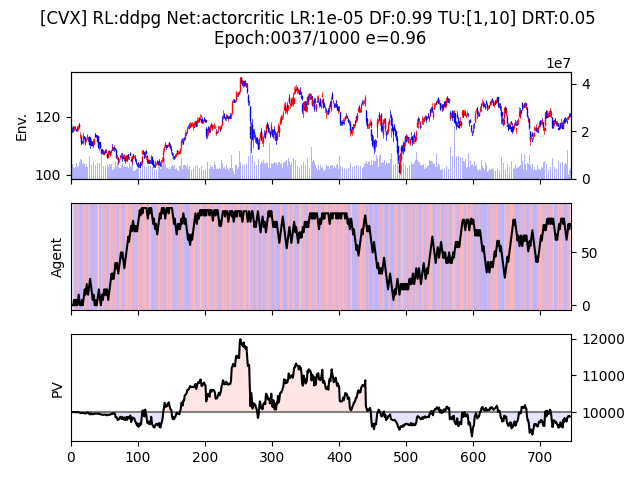 [CVX] RL:ddpg Net:actorcritic LR:1e-05 DF:0.99 TU:[1,10] DRT:0.05
Epoch:0037/1000 e=0.96
1e7
Env.
120
100
4
2
0
Agent
50
0
PV
12000
11000
10000
0 100 200 300 400 500 600 700